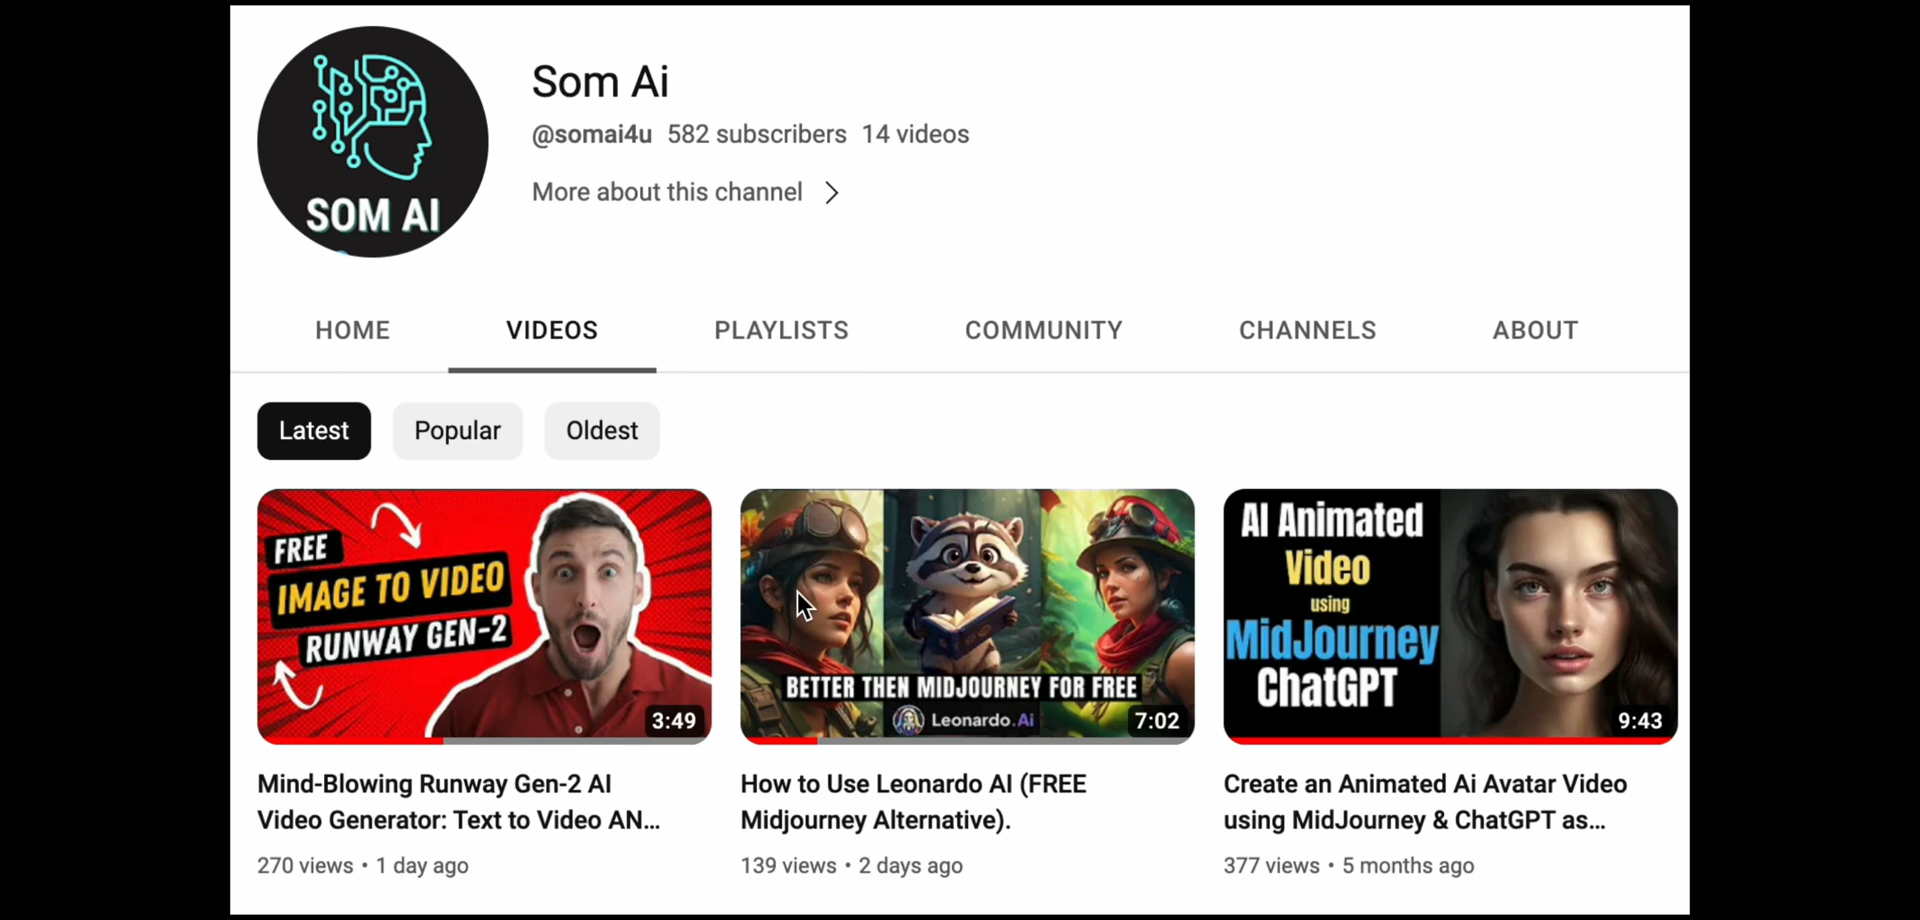 SOM AI
Som Ai
@somai4u 582 subscribers 14 videos
More about this channel
HOME VIDEOS PLAYLISTS COMMUNITY CHANNELS ABOUT
Latest Popular Oldest
FREE
IMAGE TO VIDEO
RUNWAY GEN-2
3:49
BETTER THEN MIDJOURNEY FOR FREE
Leonardo.Ai
7:02
AI Animated
Video
using
MidJourney
ChatGPT
9:43
Mind-Blowing Runway Gen-2 AI
Video Generator: Text to Video AN...
270 views • 1 day ago
How to Use Leonardo AI (FREE
Midjourney Alternative).
139 views • 2 days ago
Create an Animated Ai Avatar Video
using MidJourney & ChatGPT as...
377 views • 5 months ago